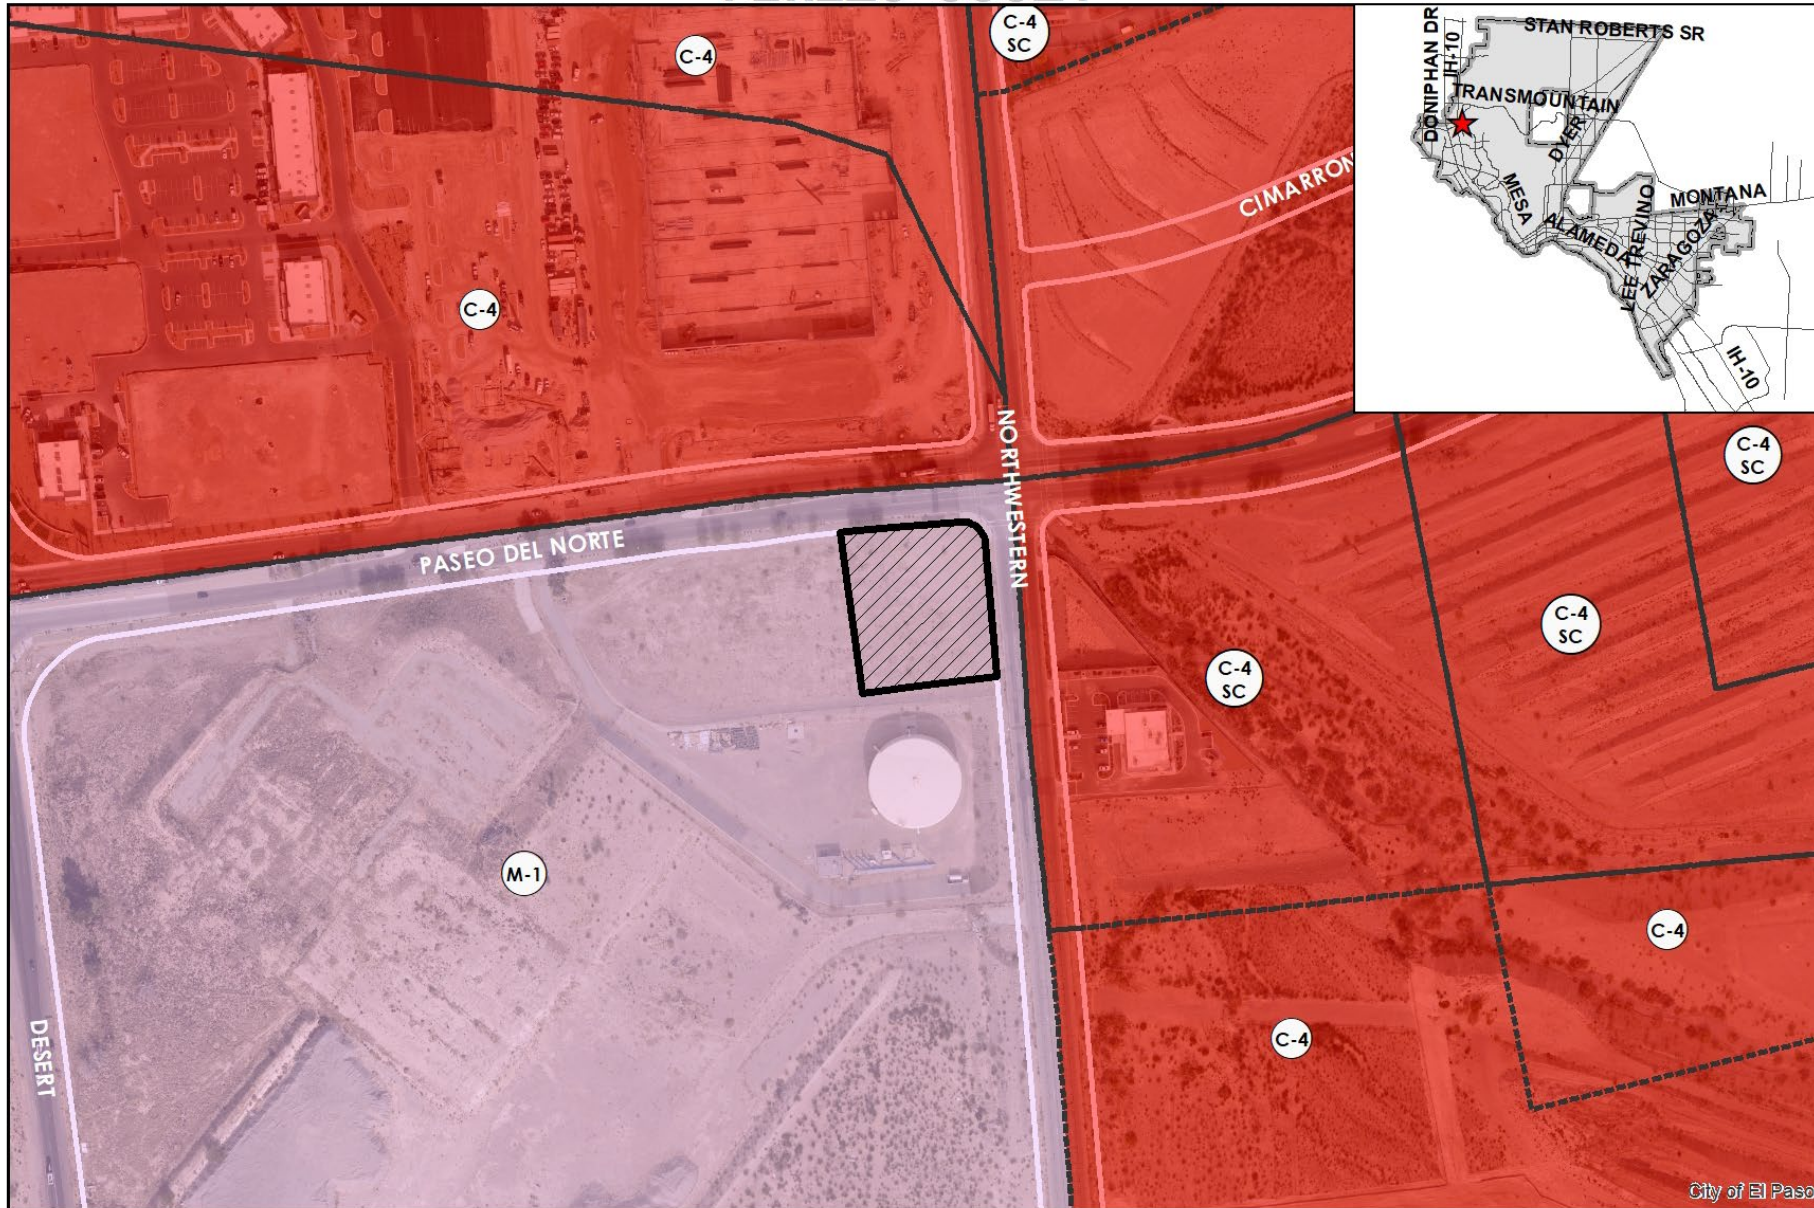 C-4
C-4
SC
CIMARRON
C-4
NORTHWESTERN
PASEO DEL NORTE
C-4
SC
C-4
SC
C-4
SC
M-1
C-4
C-4
DESERT
City of El Paso
STAN ROBERTS SR
DONIPHAN DR
IH-10
TRANSMOUNTAIN
DYER
MESA
MONTANA
ALAMEDA
LEE TREVINO
ZARAGOZA
IH-10